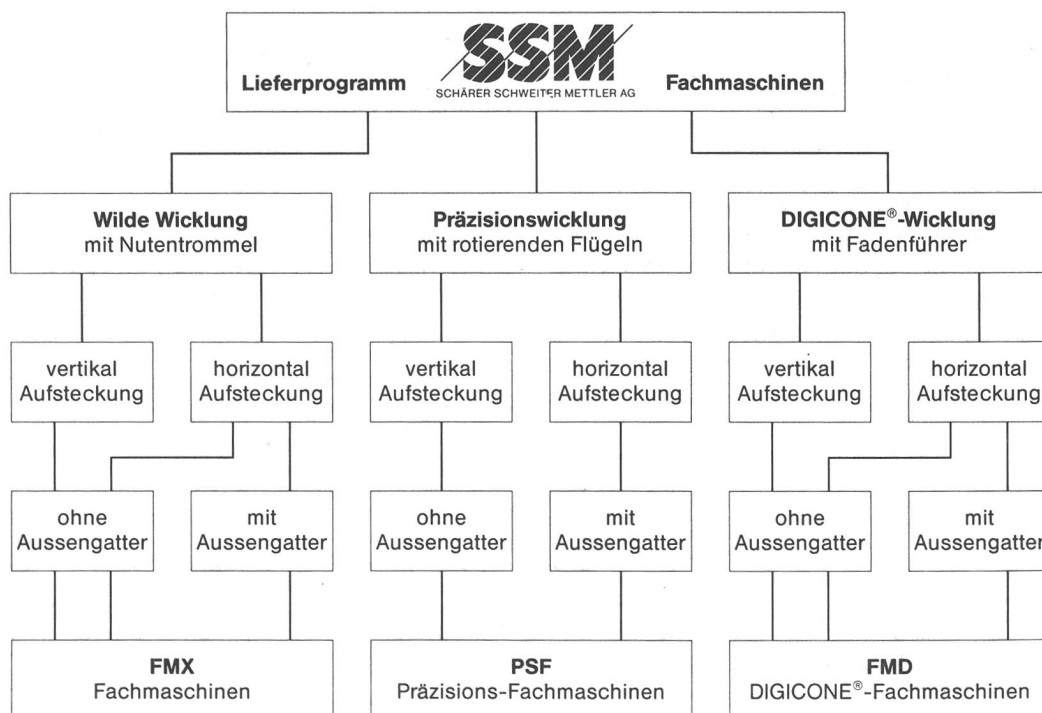 SSM
SCHÄRER SCHWEITER METTLER AG
Lieferprogramm
Fachmaschinen
Wilde Wicklung
mit Nutentrommel
Präzisionswicklung
mit rotierenden Flügeln
DIGICONE®-Wicklung
mit Fadenführer
vertikal
Aufsteckung
horizontal
Aufsteckung
vertikal
Aufsteckung
horizontal
Aufsteckung
vertikal
Aufsteckung
horizontal
Aufsteckung
ohne
Aussengatter
mit
Aussengatter
ohne
Aussengatter
mit
Aussengatter
ohne
Aussengatter
mit
Aussengatter
FMX
Fachmaschinen
PSF
Präzisions-Fachmaschinen
FMD
DIGICONE®-Fachmaschinen